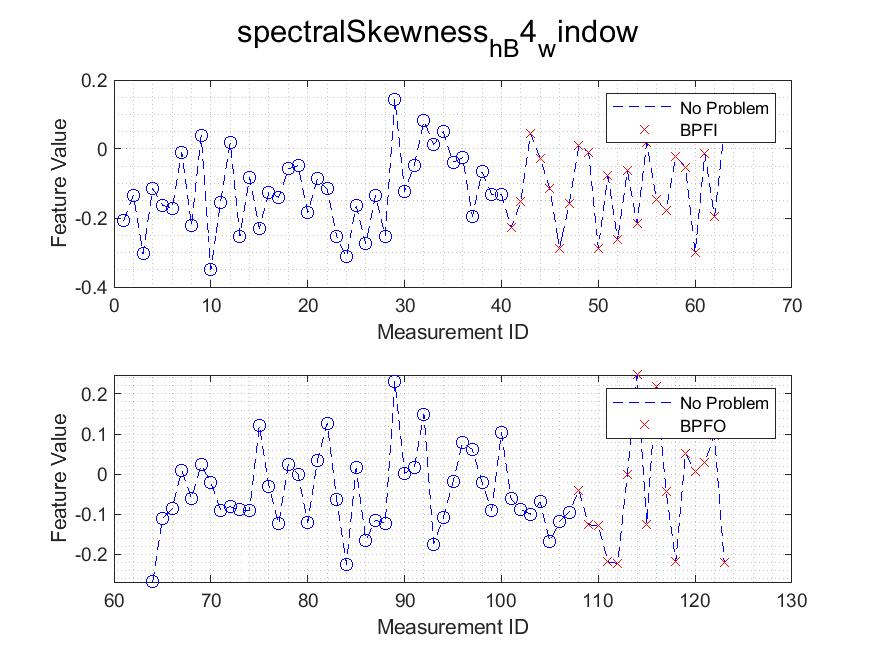 spectralSkewness_hB4_window
0.2
0
-0.2
-0.4
Feature Value
No Problem
BPFI
0 10 20 30 40 50 60 70
Measurement ID
0.2
0.1
0
-0.1
-0.2
Feature Value
No Problem
BPFO
60 70 80 90 100 110 120 130
Measurement ID